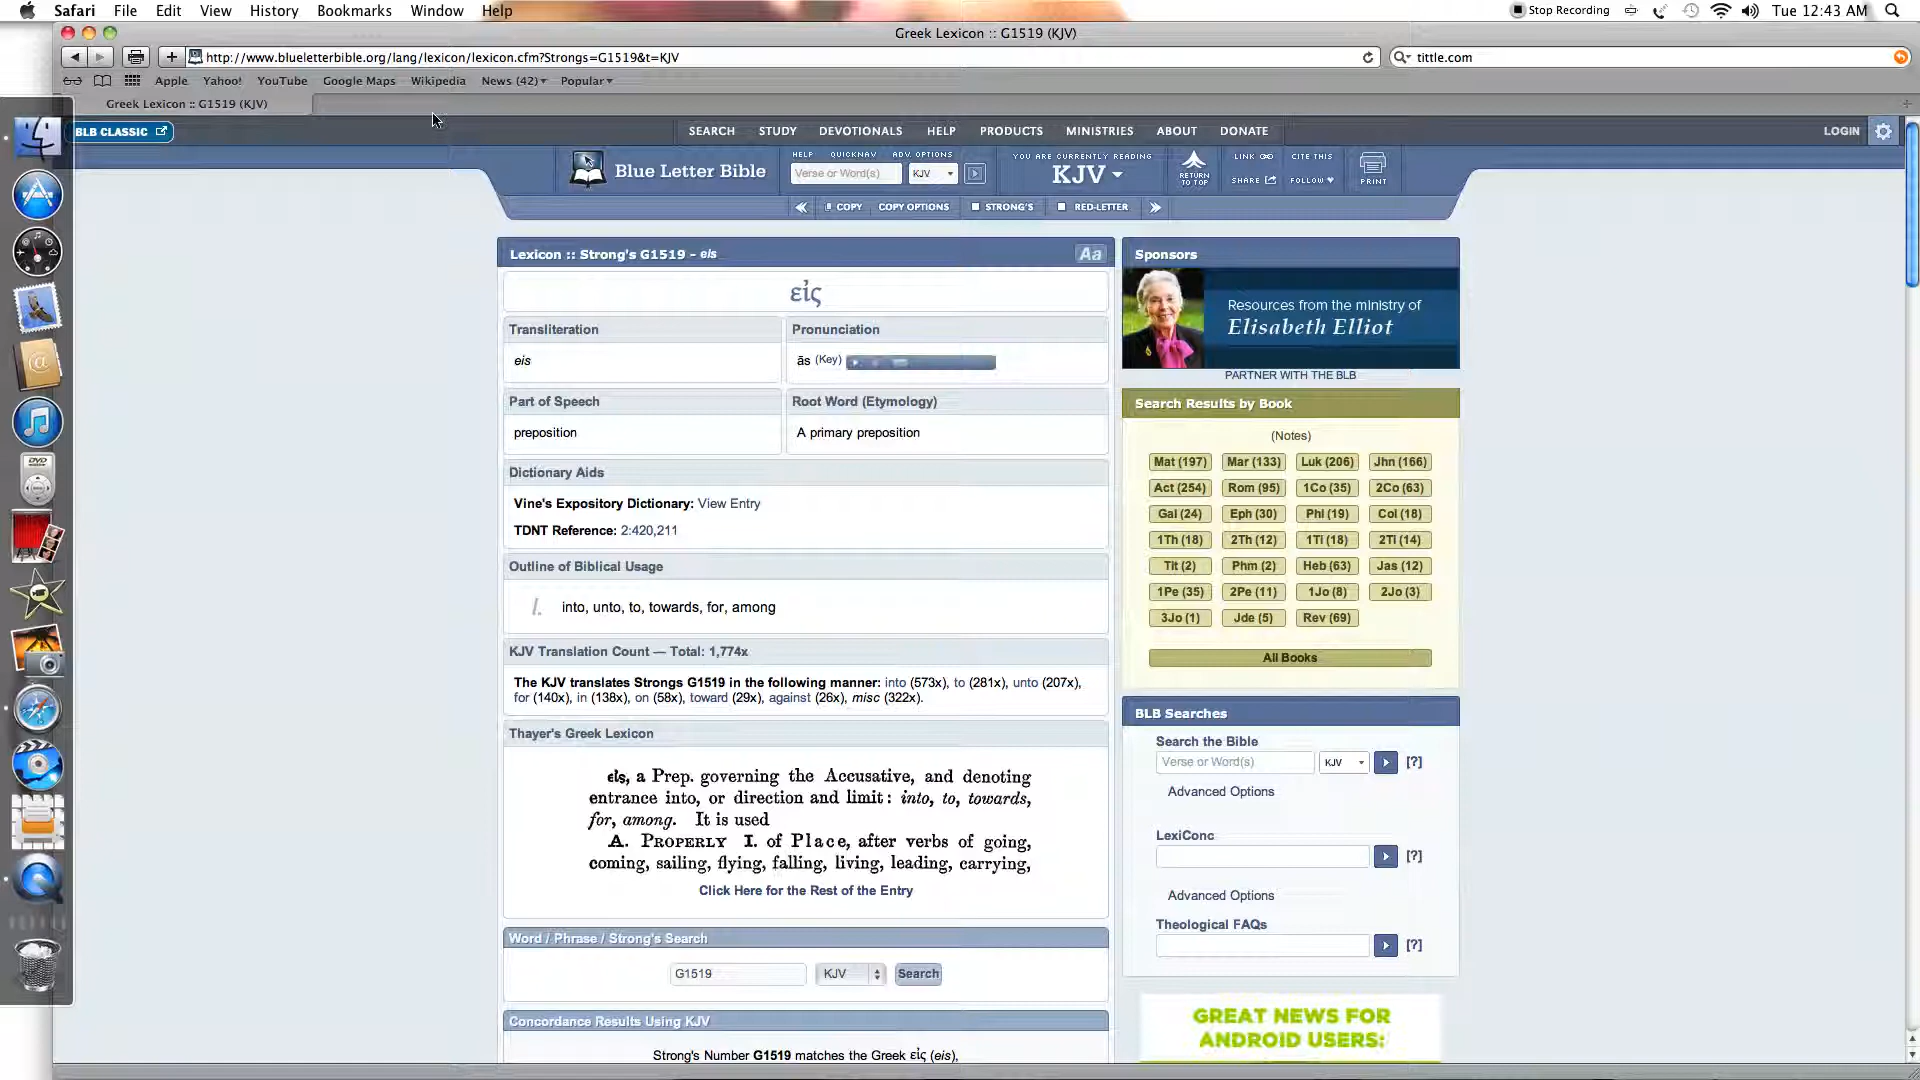 Safari File Edit View History Bookmarks Window Help Stop Recording Tue 12:43 AM
Greek Lexicon :: G1519 (KJV)
http://www.blueletterbible.org/lang/lexicon/lexicon.cfm?Strongs=G1519&t=KJV tittle.com
Apple Yahoo! YouTube Google Maps Wikipedia News (42) Popular
Greek Lexicon :: G1519 (KJV)
BLB CLASSIC SEARCH STUDY DEVOTIONALS HELP PRODUCTS MINISTRIES ABOUT DONATE LOGIN
HELP QUICKNAV ADV. OPTIONS YOU ARE CURRENTLY READING LINK CITE THIS
Blue Letter Bible Verse or Word(s) KJV KJV RETURN TO TOP SHARE FOLLOW PRINT
COPY COPY OPTIONS STRONG'S RED-LETTER
Lexicon :: Strong's G1519 - eis Aa
εἰς
Transliteration Pronunciation
eis ās (Key)
Part of Speech Root Word (Etymology)
preposition A primary preposition
Dictionary Aids
Vine's Expository Dictionary: View Entry
TDNT Reference: 2:420,211
Outline of Biblical Usage
I. into, unto, to, towards, for, among
KJV Translation Count — Total: 1,774x
The KJV translates Strongs G1519 in the following manner: into (573x), to (281x), unto (207x),
for (140x), in (138x), on (58x), toward (29x), against (26x), misc (322x).
Thayer's Greek Lexicon
εἰς, a Prep. governing the Accusative, and denoting
entrance into, or direction and limit: into, to, towards,
for, among. It is used
A. PROPERLY I. of Place, after verbs of going,
coming, sailing, flying, falling, living, leading, carrying,
Click Here for the Rest of the Entry
Word / Phrase / Strong's Search
G1519 KJV Search
Concordance Results Using KJV
Strong's Number G1519 matches the Greek εἰς (eis),
Sponsors
Resources from the ministry of
Elisabeth Elliot
PARTNER WITH THE BLB
Search Results by Book
(Notes)
Mat (197) Mar (133) Luk (206) Jhn (166)
Act (254) Rom (95) 1Co (35) 2Co (63)
Gal (24) Eph (30) Phl (19) Col (18)
1Th (18) 2Th (12) 1Ti (18) 2Ti (14)
Tit (2) Phm (2) Heb (63) Jas (12)
1Pe (35) 2Pe (11) 1Jo (8) 2Jo (3)
3Jo (1) Jde (5) Rev (69)
All Books
BLB Searches
Search the Bible
Verse or Word(s) KJV [?]
Advanced Options
LexiConc
[?]
Advanced Options
Theological FAQs
[?]
GREAT NEWS FOR
ANDROID USERS: